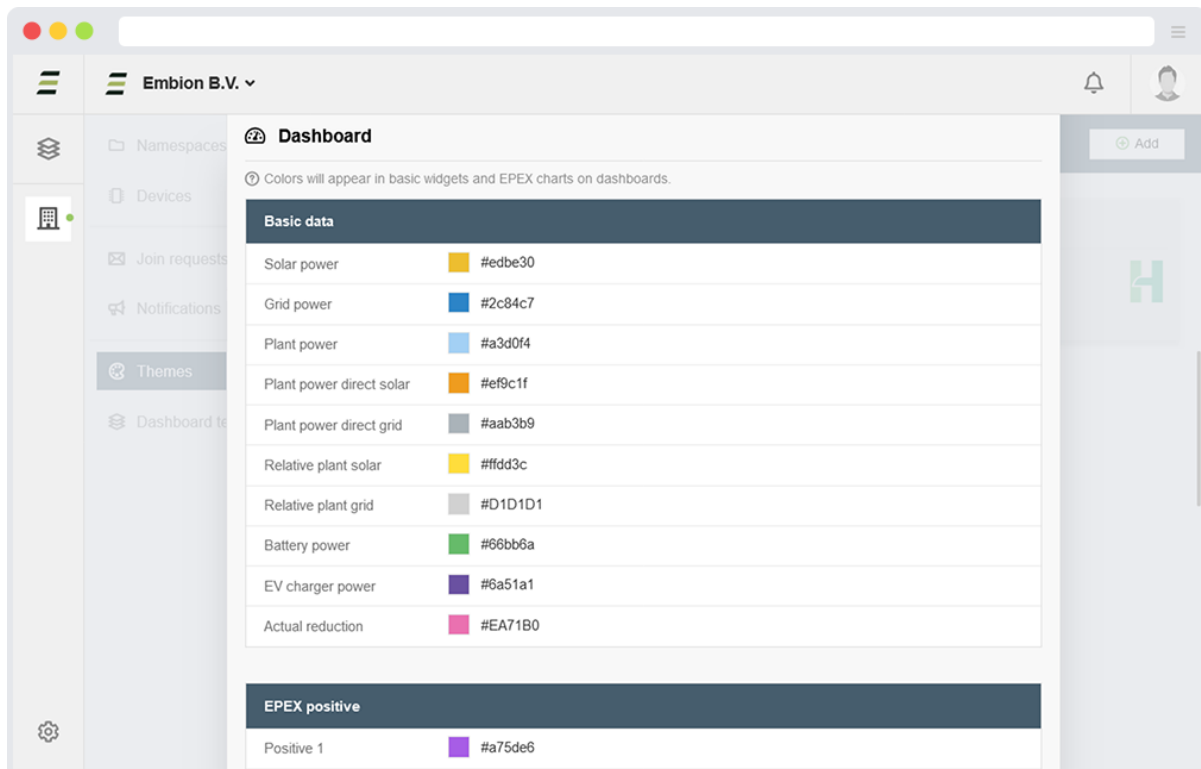 Embion B.V.
Namespaces
Devices
Join requests
Notifications
Themes
Dashboard te
Add
Dashboard
Colors will appear in basic widgets and EPEX charts on dashboards.
Basic data
Solar power #edbe30
Grid power #2c84c7
Plant power #a3d0f4
Plant power direct solar #ef9c1f
Plant power direct grid #aab3b9
Relative plant solar #ffdd3c
Relative plant grid #D1D1D1
Battery power #66bb6a
EV charger power #6a51a1
Actual reduction #EA71B0
EPEX positive
Positive 1 #a75de6